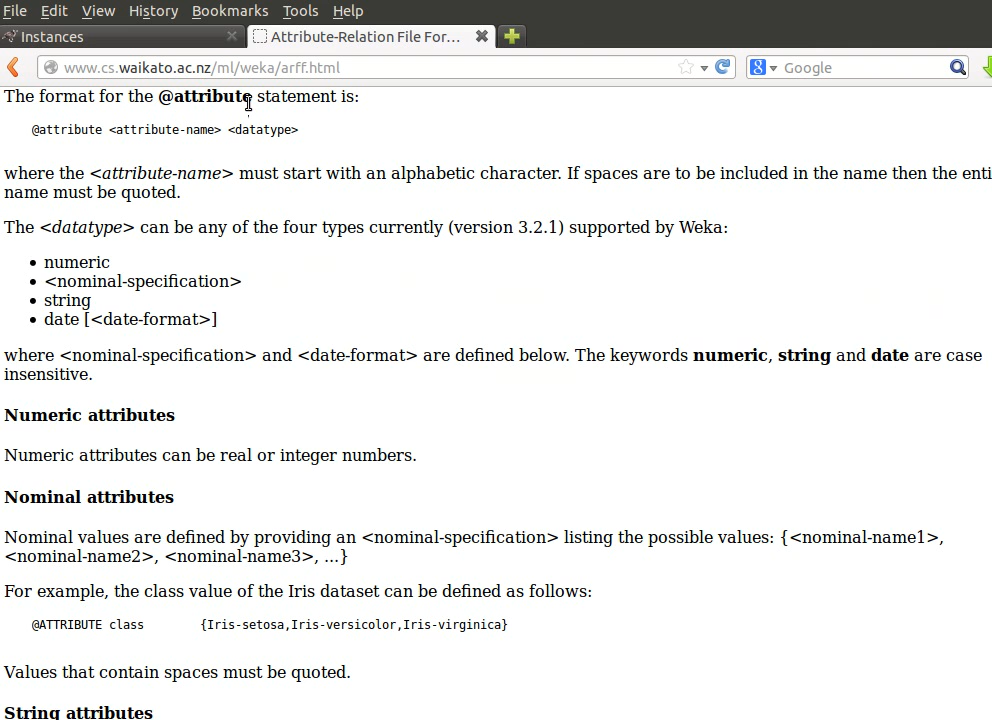 File Edit View History Bookmarks Tools Help
Instances Attribute-Relation File For...
www.cs.waikato.ac.nz/ml/weka/arff.html Google
The format for the @attribute statement is:
@attribute <attribute-name> <datatype>
where the <attribute-name> must start with an alphabetic character. If spaces are to be included in the name then the enti
name must be quoted.
The <datatype> can be any of the four types currently (version 3.2.1) supported by Weka:
• numeric
• <nominal-specification>
• string
• date [<date-format>]
where <nominal-specification> and <date-format> are defined below. The keywords numeric, string and date are case
insensitive.
Numeric attributes
Numeric attributes can be real or integer numbers.
Nominal attributes
Nominal values are defined by providing an <nominal-specification> listing the possible values: {<nominal-name1>,
<nominal-name2>, <nominal-name3>, ...}
For example, the class value of the Iris dataset can be defined as follows:
@ATTRIBUTE class {Iris-setosa,Iris-versicolor,Iris-virginica}
Values that contain spaces must be quoted.
String attributes